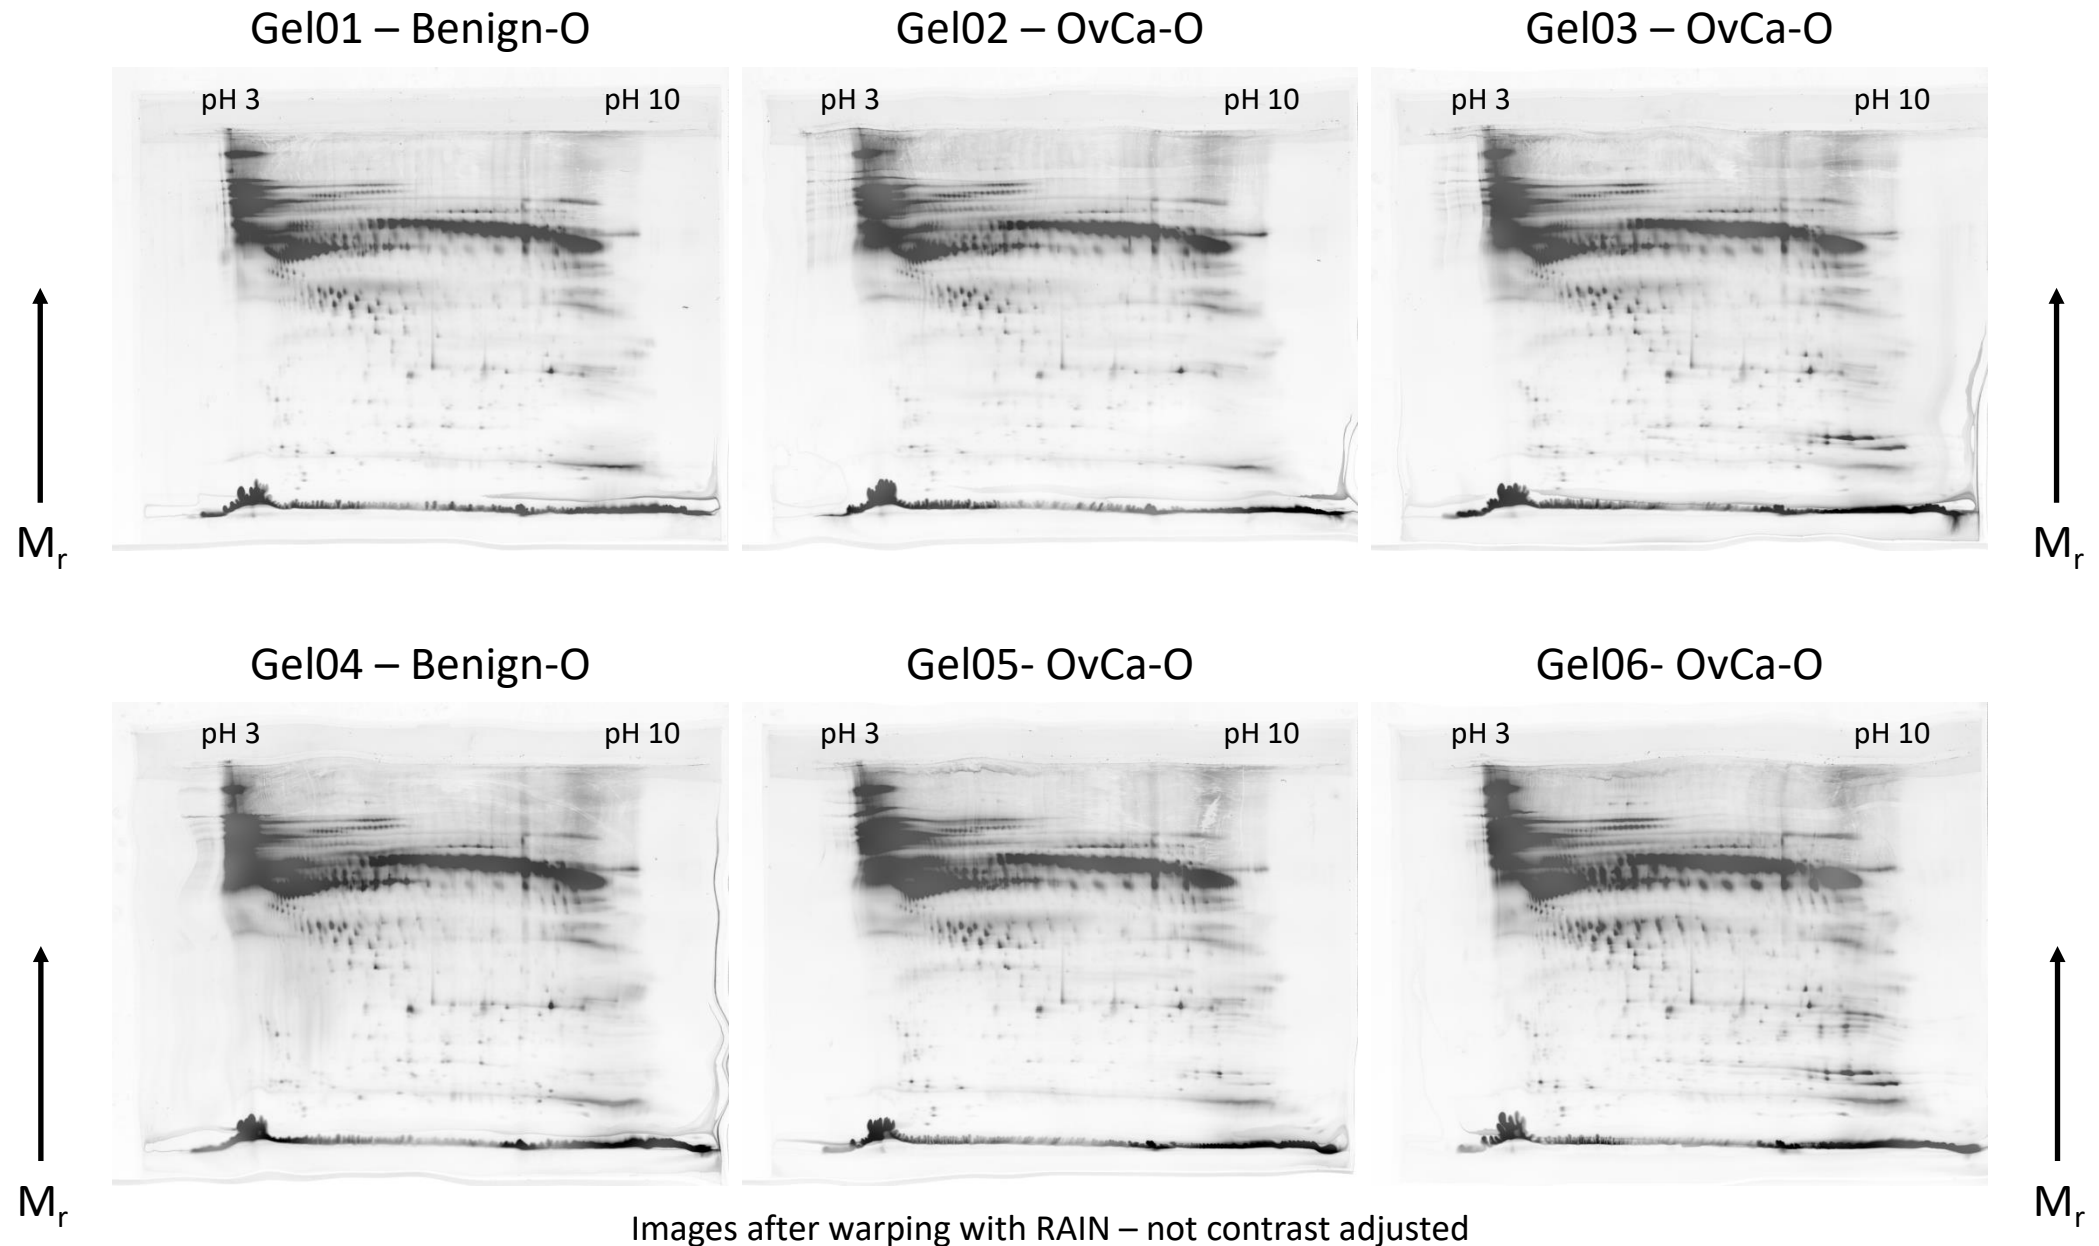 Gel01 – Benign-O
Gel02 – OvCa-O
Gel03 – OvCa-O
pH 3
pH 10
pH 3
pH 10
pH 3
pH 10
Mr
Mr
Gel04 – Benign-O
Gel05- OvCa-O
Gel06- OvCa-O
pH 3
pH 10
pH 3
pH 10
pH 3
pH 10
Mr
Mr
Images after warping with RAIN – not contrast adjusted